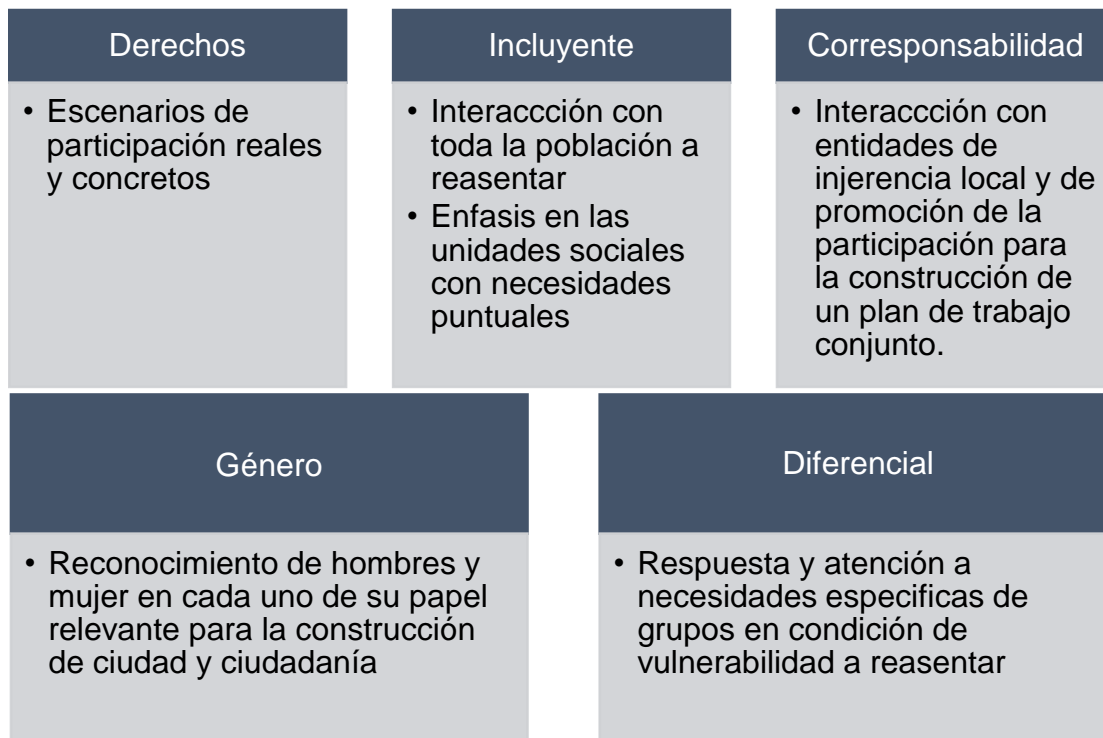 Derechos
• Escenarios de
participación reales
y concretos
Incluyente
• Interaccción con
toda la población a
reasentar
• Enfasis en las
unidades sociales
con necesidades
puntuales
Corresponsabilidad
• Interaccción con
entidades de
injerencia local y de
promoción de la
participación para
la construcción de
un plan de trabajo
conjunto.
Género
• Reconocimiento de hombres y
mujer en cada uno de su papel
relevante para la construcción
de ciudad y ciudadanía
Diferencial
• Respuesta y atención a
necesidades especificas de
grupos en condición de
vulnerabilidad a reasentar